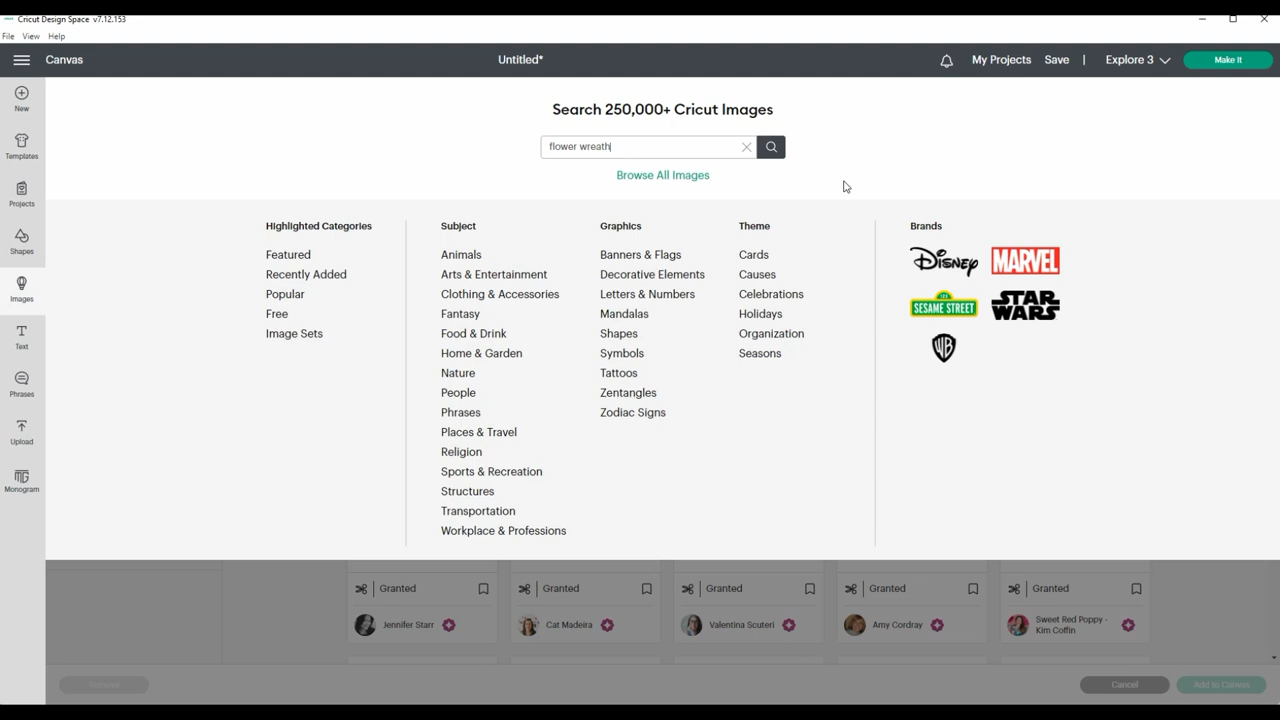 Cricut Design Space v7.12.153
File View Help
Canvas
Untitled*
My Projects Save | Explore 3 Make It
New
Templates
Projects
Shapes
Images
Text
Phrases
Upload
Monogram
Search 250,000+ Cricut Images
flower wreath
Browse All Images
Highlighted Categories
Featured
Recently Added
Popular
Free
Image Sets
Subject
Animals
Arts & Entertainment
Clothing & Accessories
Fantasy
Food & Drink
Home & Garden
Nature
People
Phrases
Places & Travel
Religion
Sports & Recreation
Structures
Transportation
Workplace & Professions
Graphics
Banners & Flags
Decorative Elements
Letters & Numbers
Mandalas
Shapes
Symbols
Tattoos
Zentangles
Zodiac Signs
Theme
Cards
Causes
Celebrations
Holidays
Organization
Seasons
Brands
Disney MARVEL
SESAME STREET STAR WARS
WB
Granted Granted Granted Granted Granted
Jennifer Starr Cat Madeira Valentina Scuteri Amy Cordray Sweet Red Poppy -
Kim Coffin
Cancel Add to Canvas